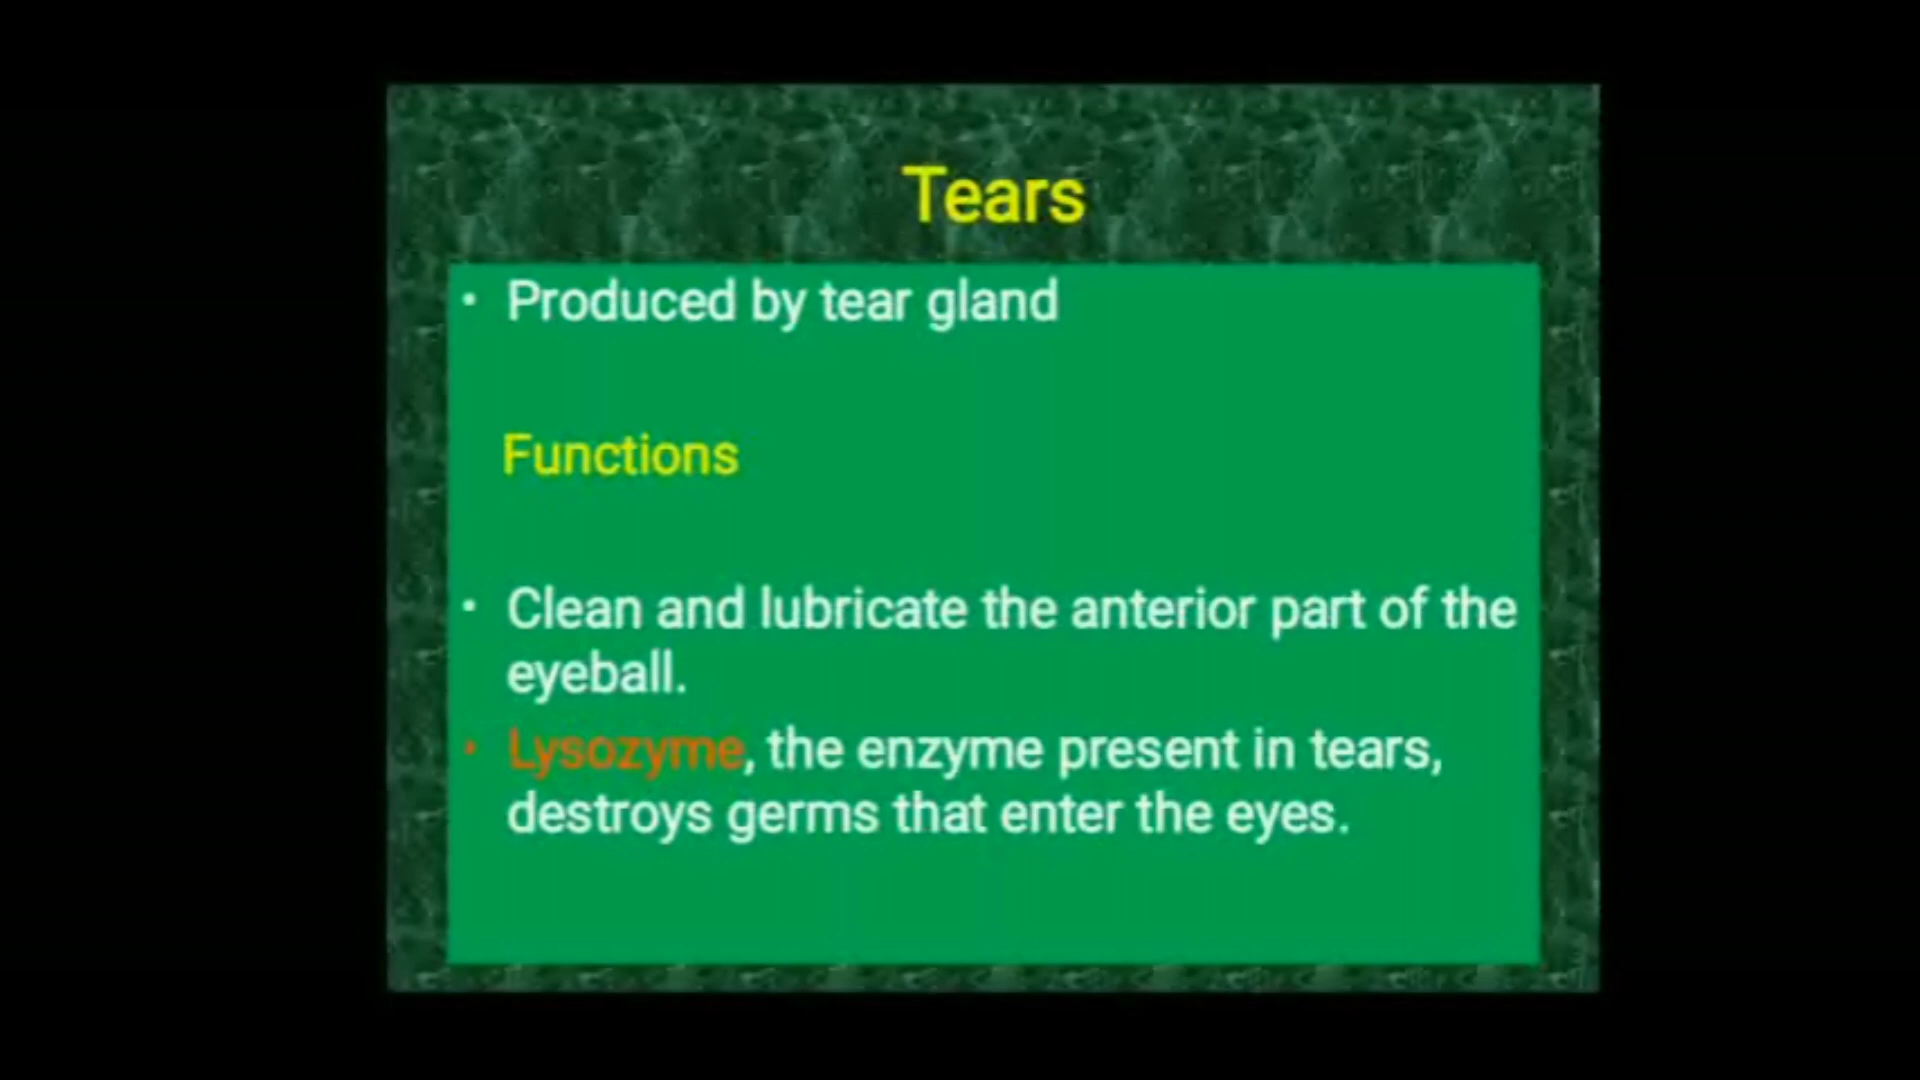 Tears
• Produced by tear gland
Functions
• Clean and lubricate the anterior part of the
eyeball.
• Lysozyme, the enzyme present in tears,
destroys germs that enter the eyes.